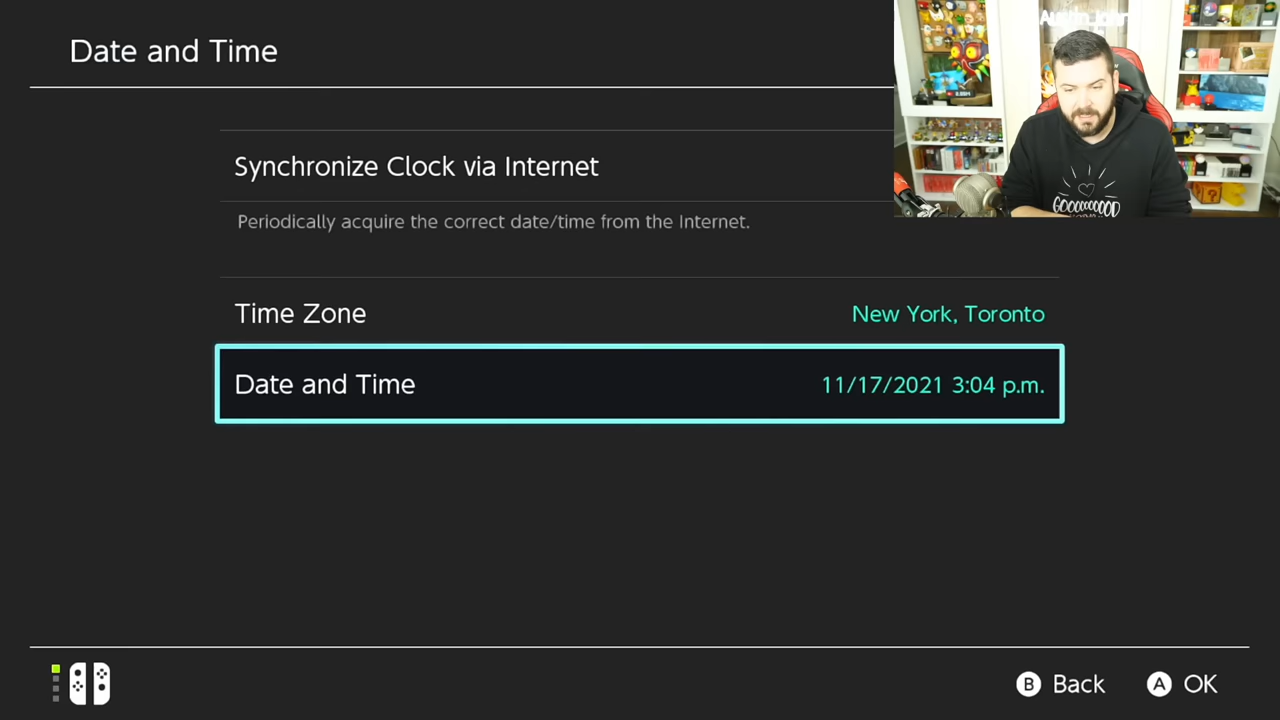 Date and Time
Synchronize Clock via Internet
Periodically acquire the correct date/time from the Internet.
Time Zone
New York, Toronto
Date and Time
11/17/2021 3:04 p.m.
B Back
A OK
GOOOOOOOOD